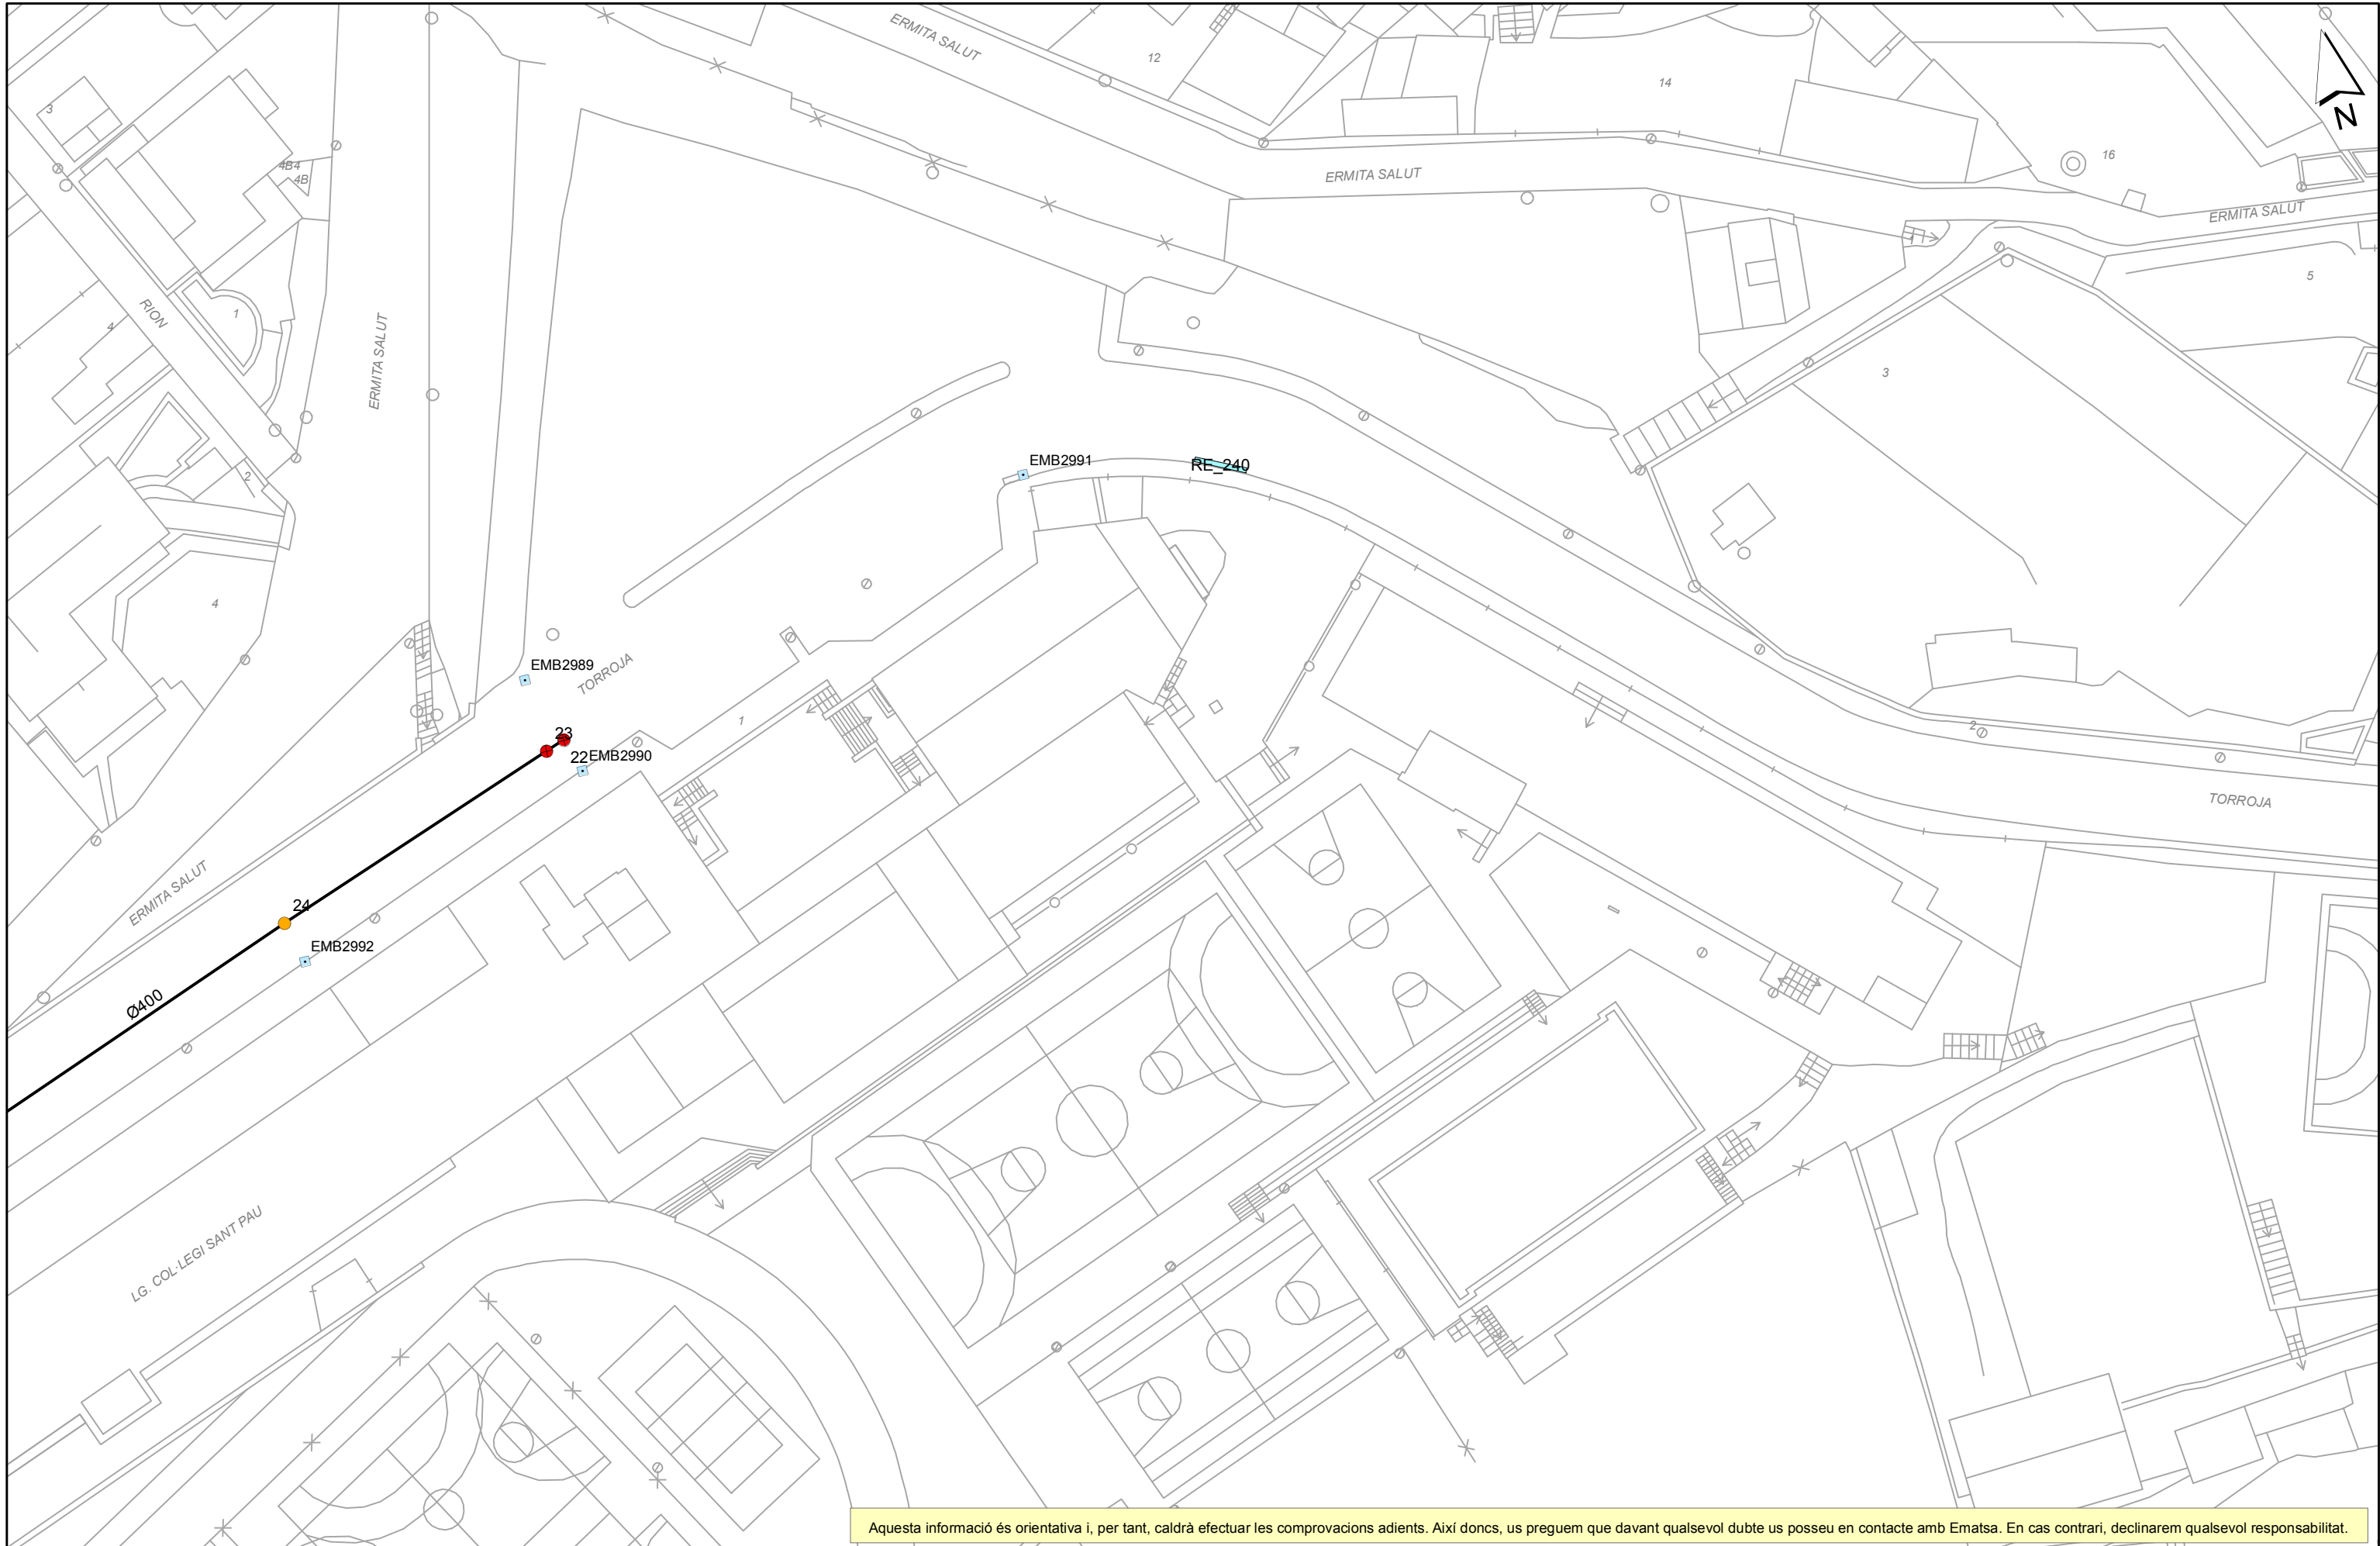 ERMITA SALUT
12
14
N
3
4B4
4B
ERMITA SALUT
16
ERMITA SALUT
5
RION
1
4
ERMITA SALUT
3
EMB2991
RE_240
2
4
EMB2989
TORROJA
1
2
23
22
EMB2990
TORROJA
ERMITA SALUT
24
EMB2992
Ø400
LG. COL·LEGI SANT PAU
Aquesta informació és orientativa i, per tant, caldrà efectuar les comprovacions adients. Així doncs, us preguem que davant qualsevol dubte us posseu en contacte amb Ematsa. En cas contrari, declinarem qualsevol responsabilitat.